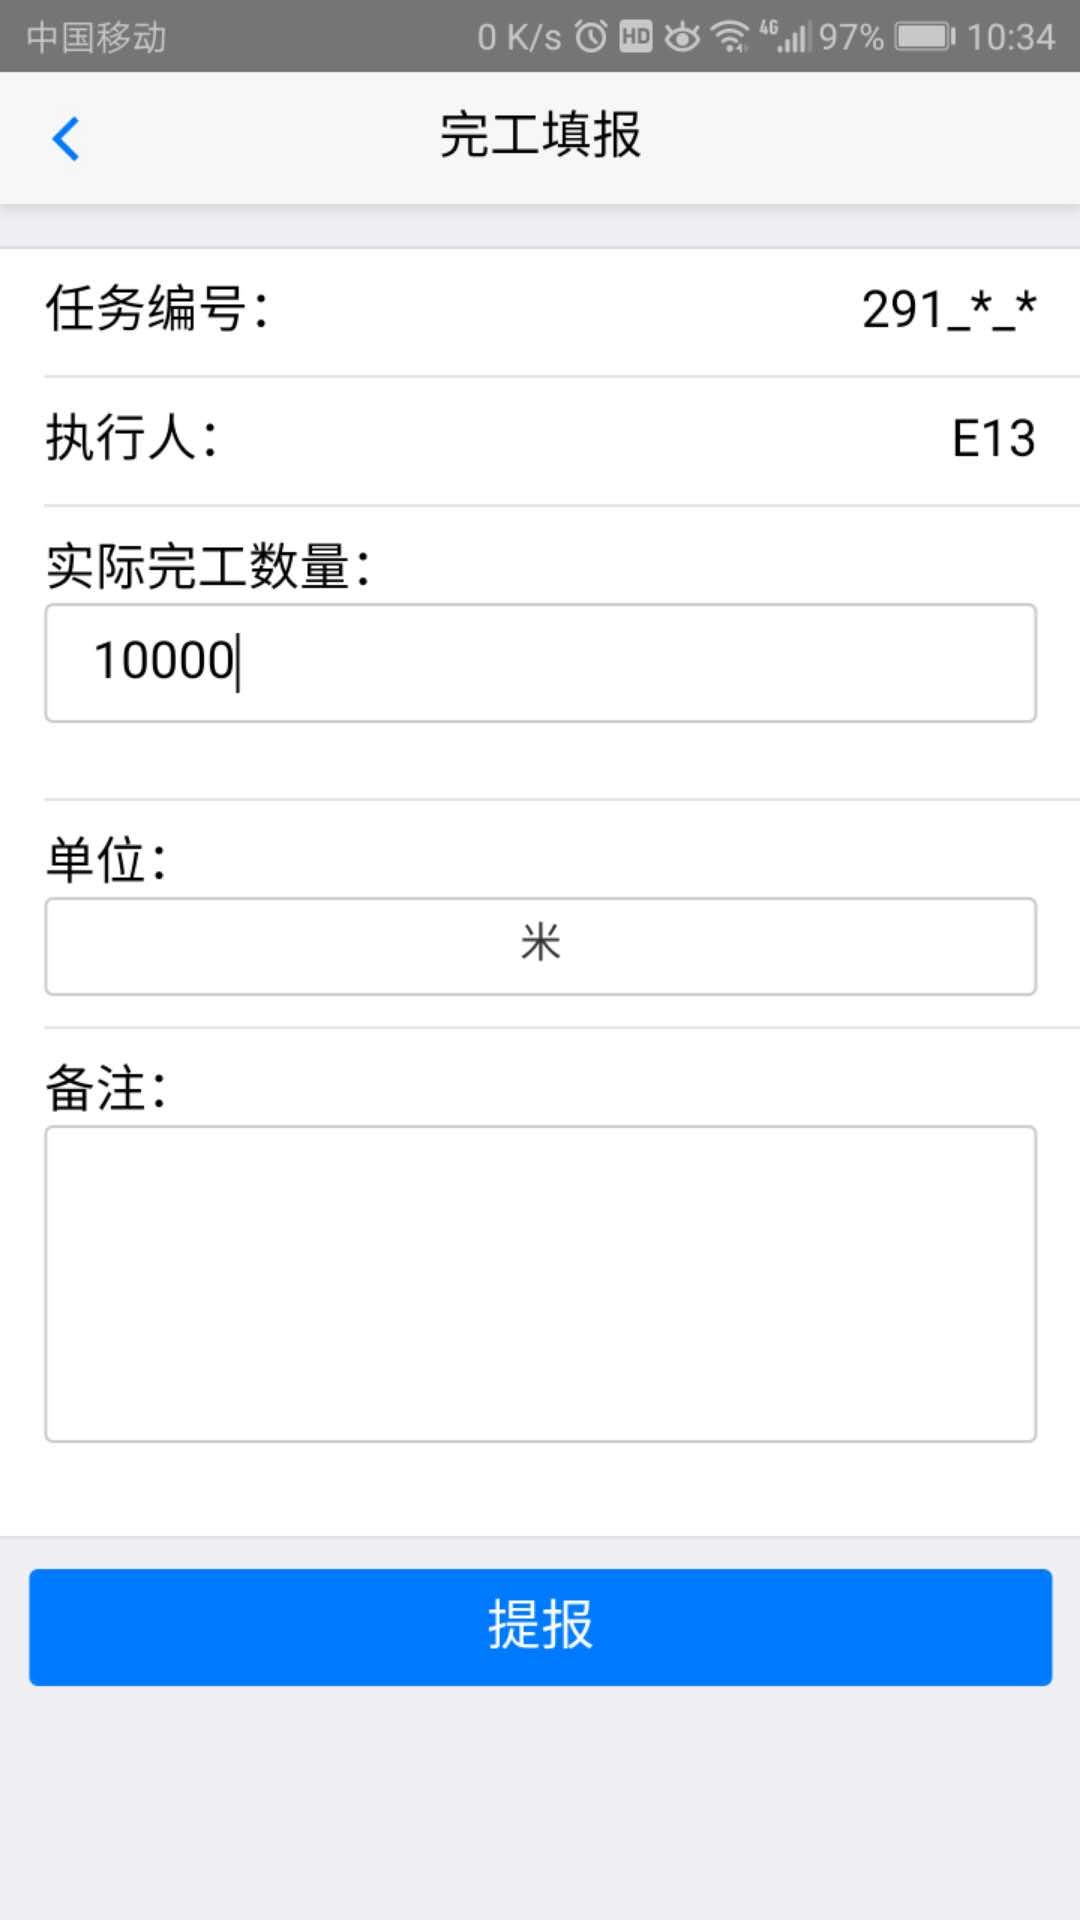 中国移动 0 K/s HD 4G 97% 10:34
完工填报
任务编号： 291_*_*
执行人： E13
实际完工数量：
10000
单位：
米
备注：
提报